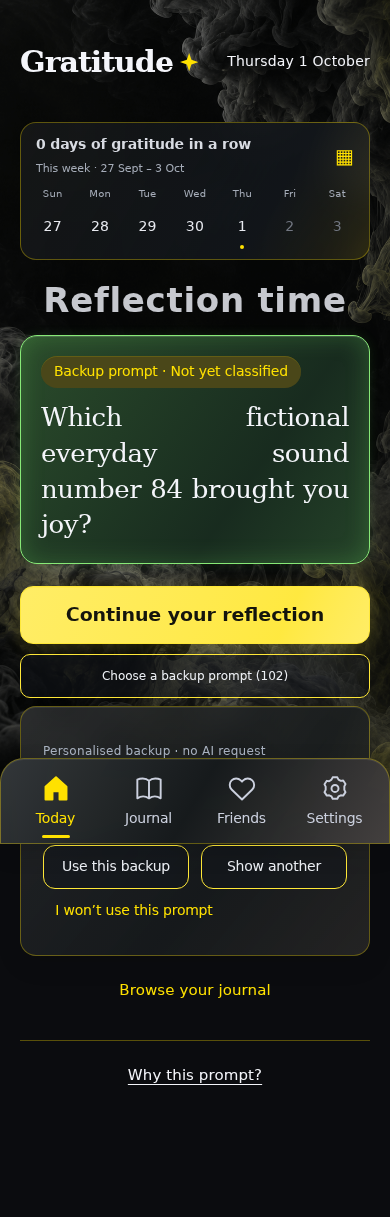 Gratitude
Thursday 1 October
0 days of gratitude in a row
This week · 27 Sept – 3 Oct
Sun Mon Tue Wed Thu Fri Sat
27 28 29 30 1 2 3
Reflection time
Backup prompt · Not yet classified
Which fictional
everyday sound
number 84 brought you
joy?
Continue your reflection
Choose a backup prompt (102)
Personalised backup · no AI request
Today Journal Friends Settings
Use this backup Show another
I won’t use this prompt
Browse your journal
Why this prompt?